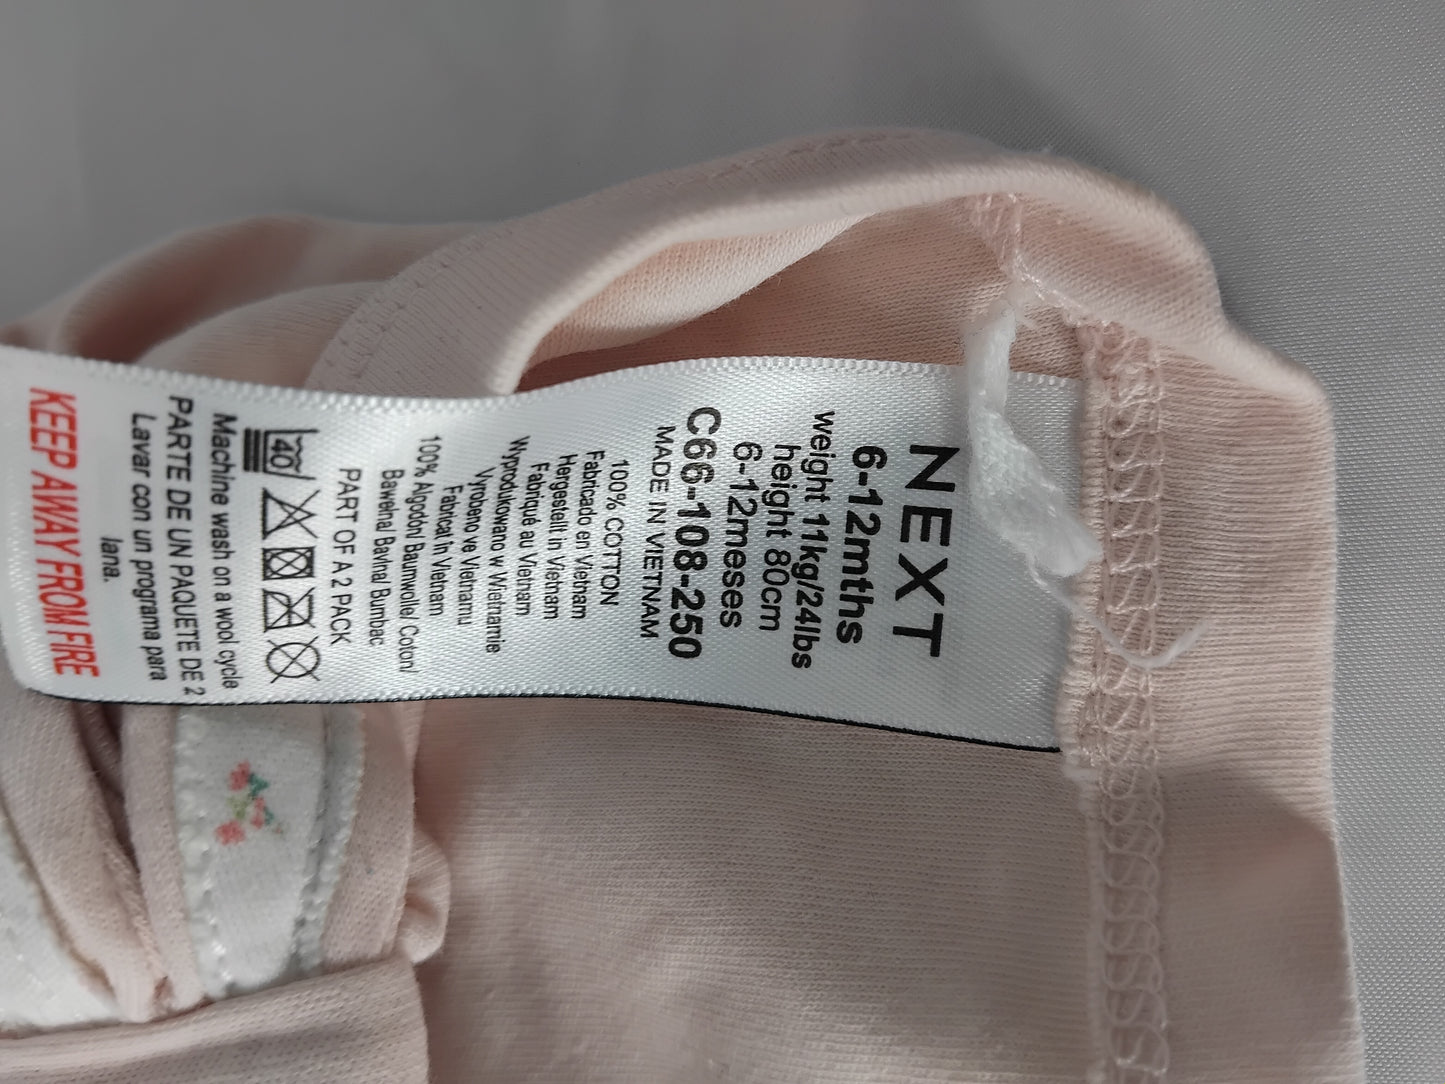 NEXT
6-12mths
weight 11kg/24lbs
height 80cm
6-12meses
C66-108-250
MADE IN VIETNAM
100% COTTON
Fabricado en Vietnam
Hergestellt in Vietnam
Fabriqué au Vietnam
Wyprodukowano w Wietnamie
Vyrobeno ve Vietnamu
Fabricat în Vietnam
100% Algodón/ Baumwolle/ Coton/
Bawełna/ Bavlna/ Bumbac
PART OF A 2 PACK
40
Machine wash on a wool cycle
PARTE DE UN PAQUETE DE 2
Lavar con un programa para
lana.
KEEP AWAY FROM FIRE